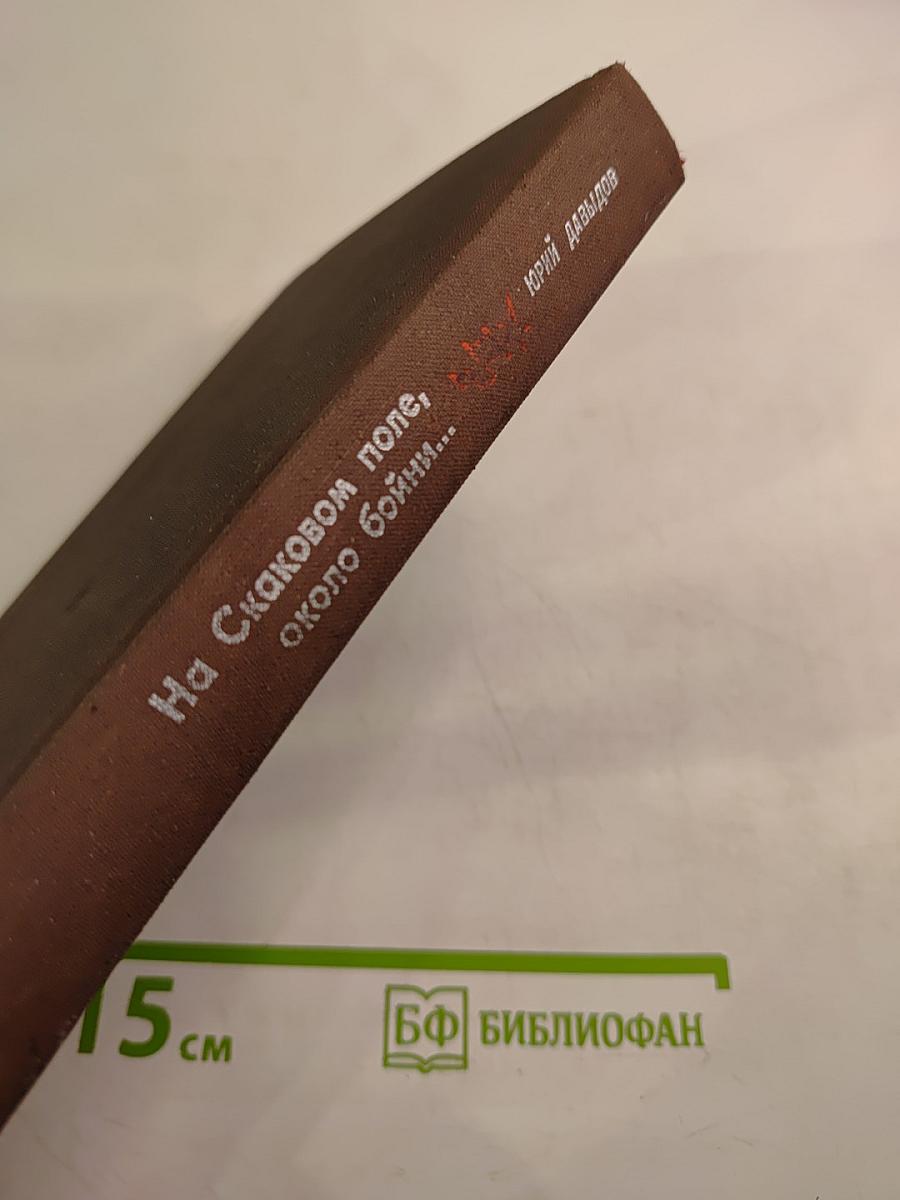 ЮРИЙ ДАВЫДОВ
На Скаковом поле,
около бойни...
15 см
БФ БИБЛИОФАН